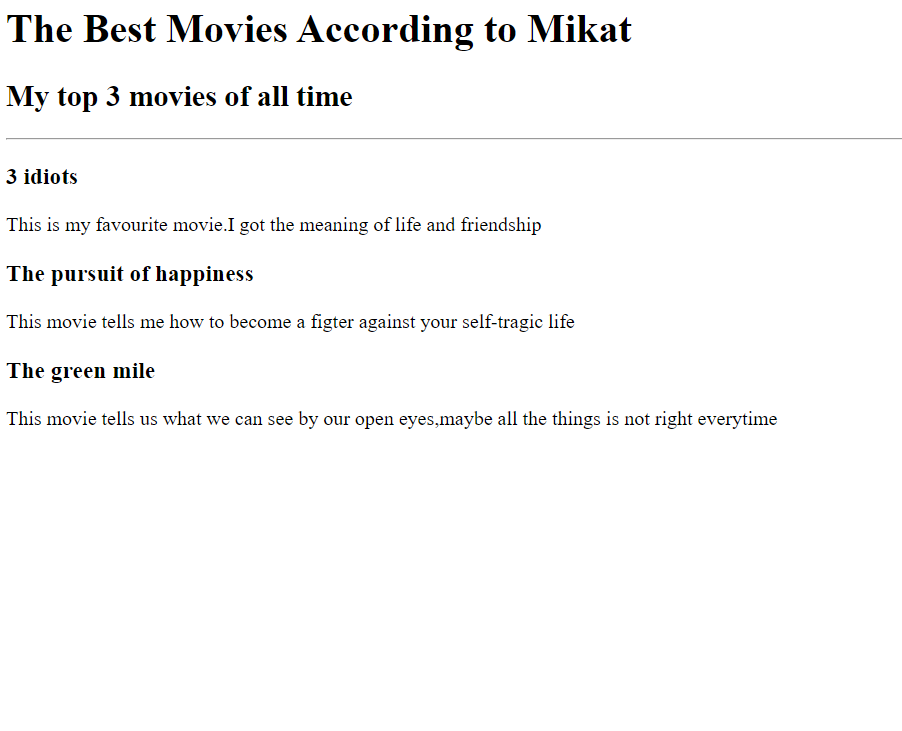 The Best Movies According to Mikat
My top 3 movies of all time
3 idiots
This is my favourite movie.I got the meaning of life and friendship
The pursuit of happiness
This movie tells me how to become a figter against your self-tragic life
The green mile
This movie tells us what we can see by our open eyes,maybe all the things is not right everytime